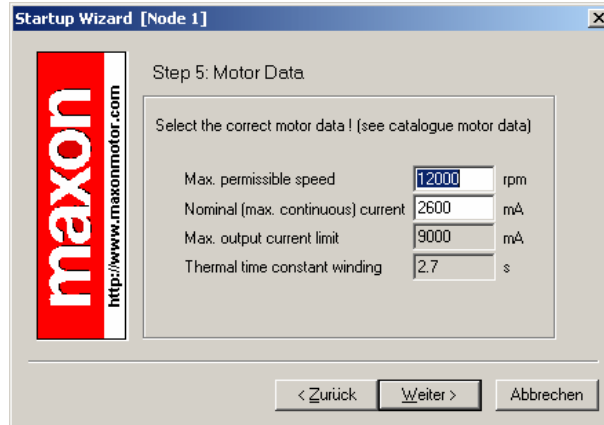 Startup Wizard [Node 1]
maxon
http://www.maxonmotor.com
Step 5: Motor Data
Select the correct motor data ! (see catalogue motor data)
Max. permissible speed 12000 rpm
Nominal (max. continuous) current 2600 mA
Max. output current limit 9000 mA
Thermal time constant winding 2.7 s
< Zurück Weiter > Abbrechen